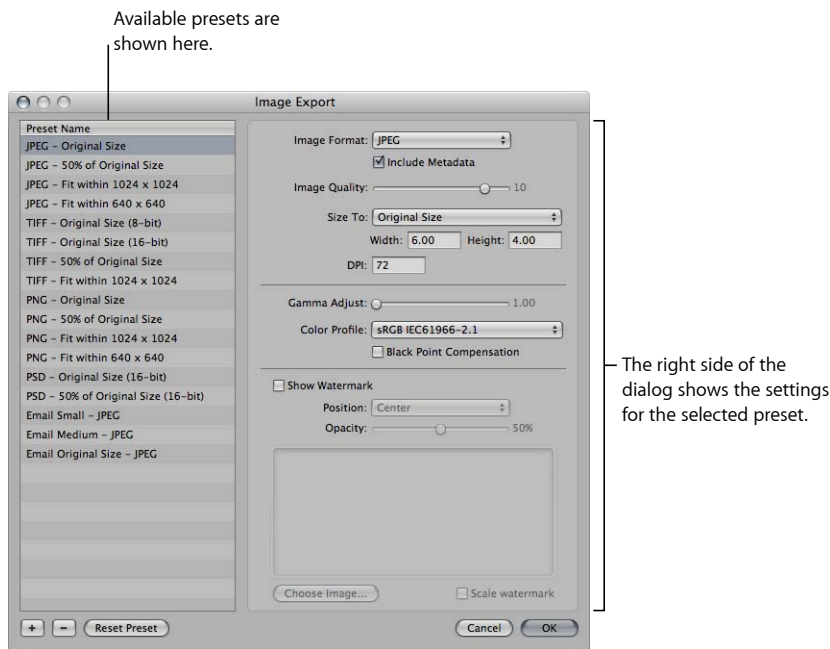 Available presets are
shown here.
Image Export
Preset Name
JPEG – Original Size
JPEG – 50% of Original Size
JPEG – Fit within 1024 x 1024
JPEG – Fit within 640 x 640
TIFF – Original Size (8-bit)
TIFF – Original Size (16-bit)
TIFF – 50% of Original Size
TIFF – Fit within 1024 x 1024
PNG – Original Size
PNG – 50% of Original Size
PNG – Fit within 1024 x 1024
PNG – Fit within 640 x 640
PSD – Original Size (16-bit)
PSD – 50% of Original Size (16-bit)
Email Small – JPEG
Email Medium – JPEG
Email Original Size – JPEG
+ – Reset Preset
Image Format: JPEG
Include Metadata
Image Quality: 10
Size To: Original Size
Width: 6.00 Height: 4.00
DPI: 72
Gamma Adjust: 1.00
Color Profile: sRGB IEC61966-2.1
Black Point Compensation
Show Watermark
Position: Center
Opacity: 50%
Choose Image... Scale watermark
Cancel OK
The right side of the
dialog shows the settings
for the selected preset.